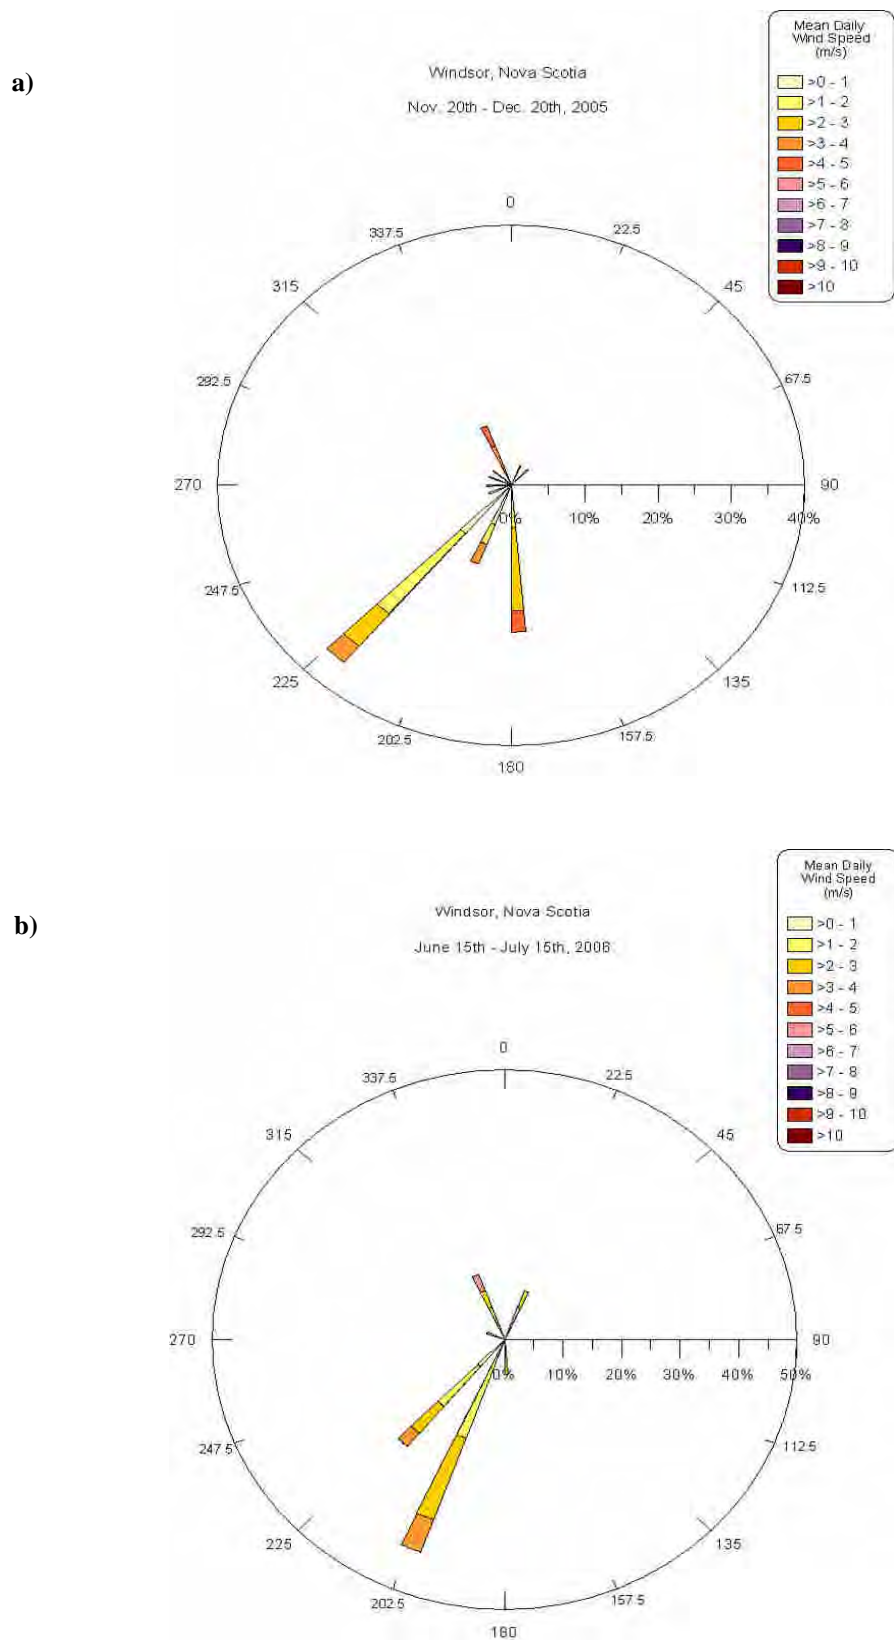 a)
Windsor, Nova Scotia
Nov. 20th - Dec. 20th, 2005
Mean Daily
Wind Speed
(m/s)
>0 - 1
>1 - 2
>2 - 3
>3 - 4
>4 - 5
>5 - 6
>6 - 7
>7 - 8
>8 - 9
>9 - 10
>10
0
22.5
45
67.5
90
112.5
135
157.5
180
202.5
225
247.5
270
292.5
315
337.5
0% 10% 20% 30% 40%
b)
Windsor, Nova Scotia
June 15th - July 15th, 2006
Mean Daily
Wind Speed
(m/s)
>0 - 1
>1 - 2
>2 - 3
>3 - 4
>4 - 5
>5 - 6
>6 - 7
>7 - 8
>8 - 9
>9 - 10
>10
0
22.5
45
67.5
90
112.5
135
157.5
180
202.5
225
247.5
270
292.5
315
337.5
0% 10% 20% 30% 40% 50%